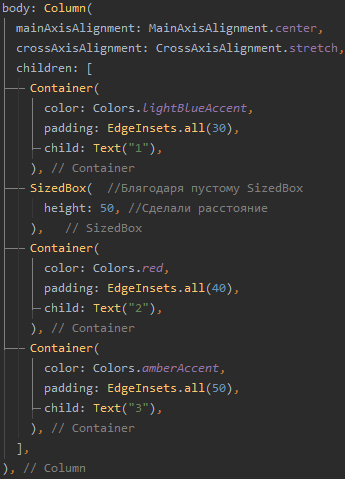 body: Column(
mainAxisAlignment: MainAxisAlignment.center,
crossAxisAlignment: CrossAxisAlignment.stretch,
children: [
Container(
color: Colors.lightBlueAccent,
padding: EdgeInsets.all(30),
child: Text("1"),
), // Container
SizedBox(  //Блягодаря пустому SizedBox
height: 50, //Сделали расстояние
),   // SizedBox
Container(
color: Colors.red,
padding: EdgeInsets.all(40),
child: Text("2"),
), // Container
Container(
color: Colors.amberAccent,
padding: EdgeInsets.all(50),
child: Text("3"),
), // Container
],
), // Column